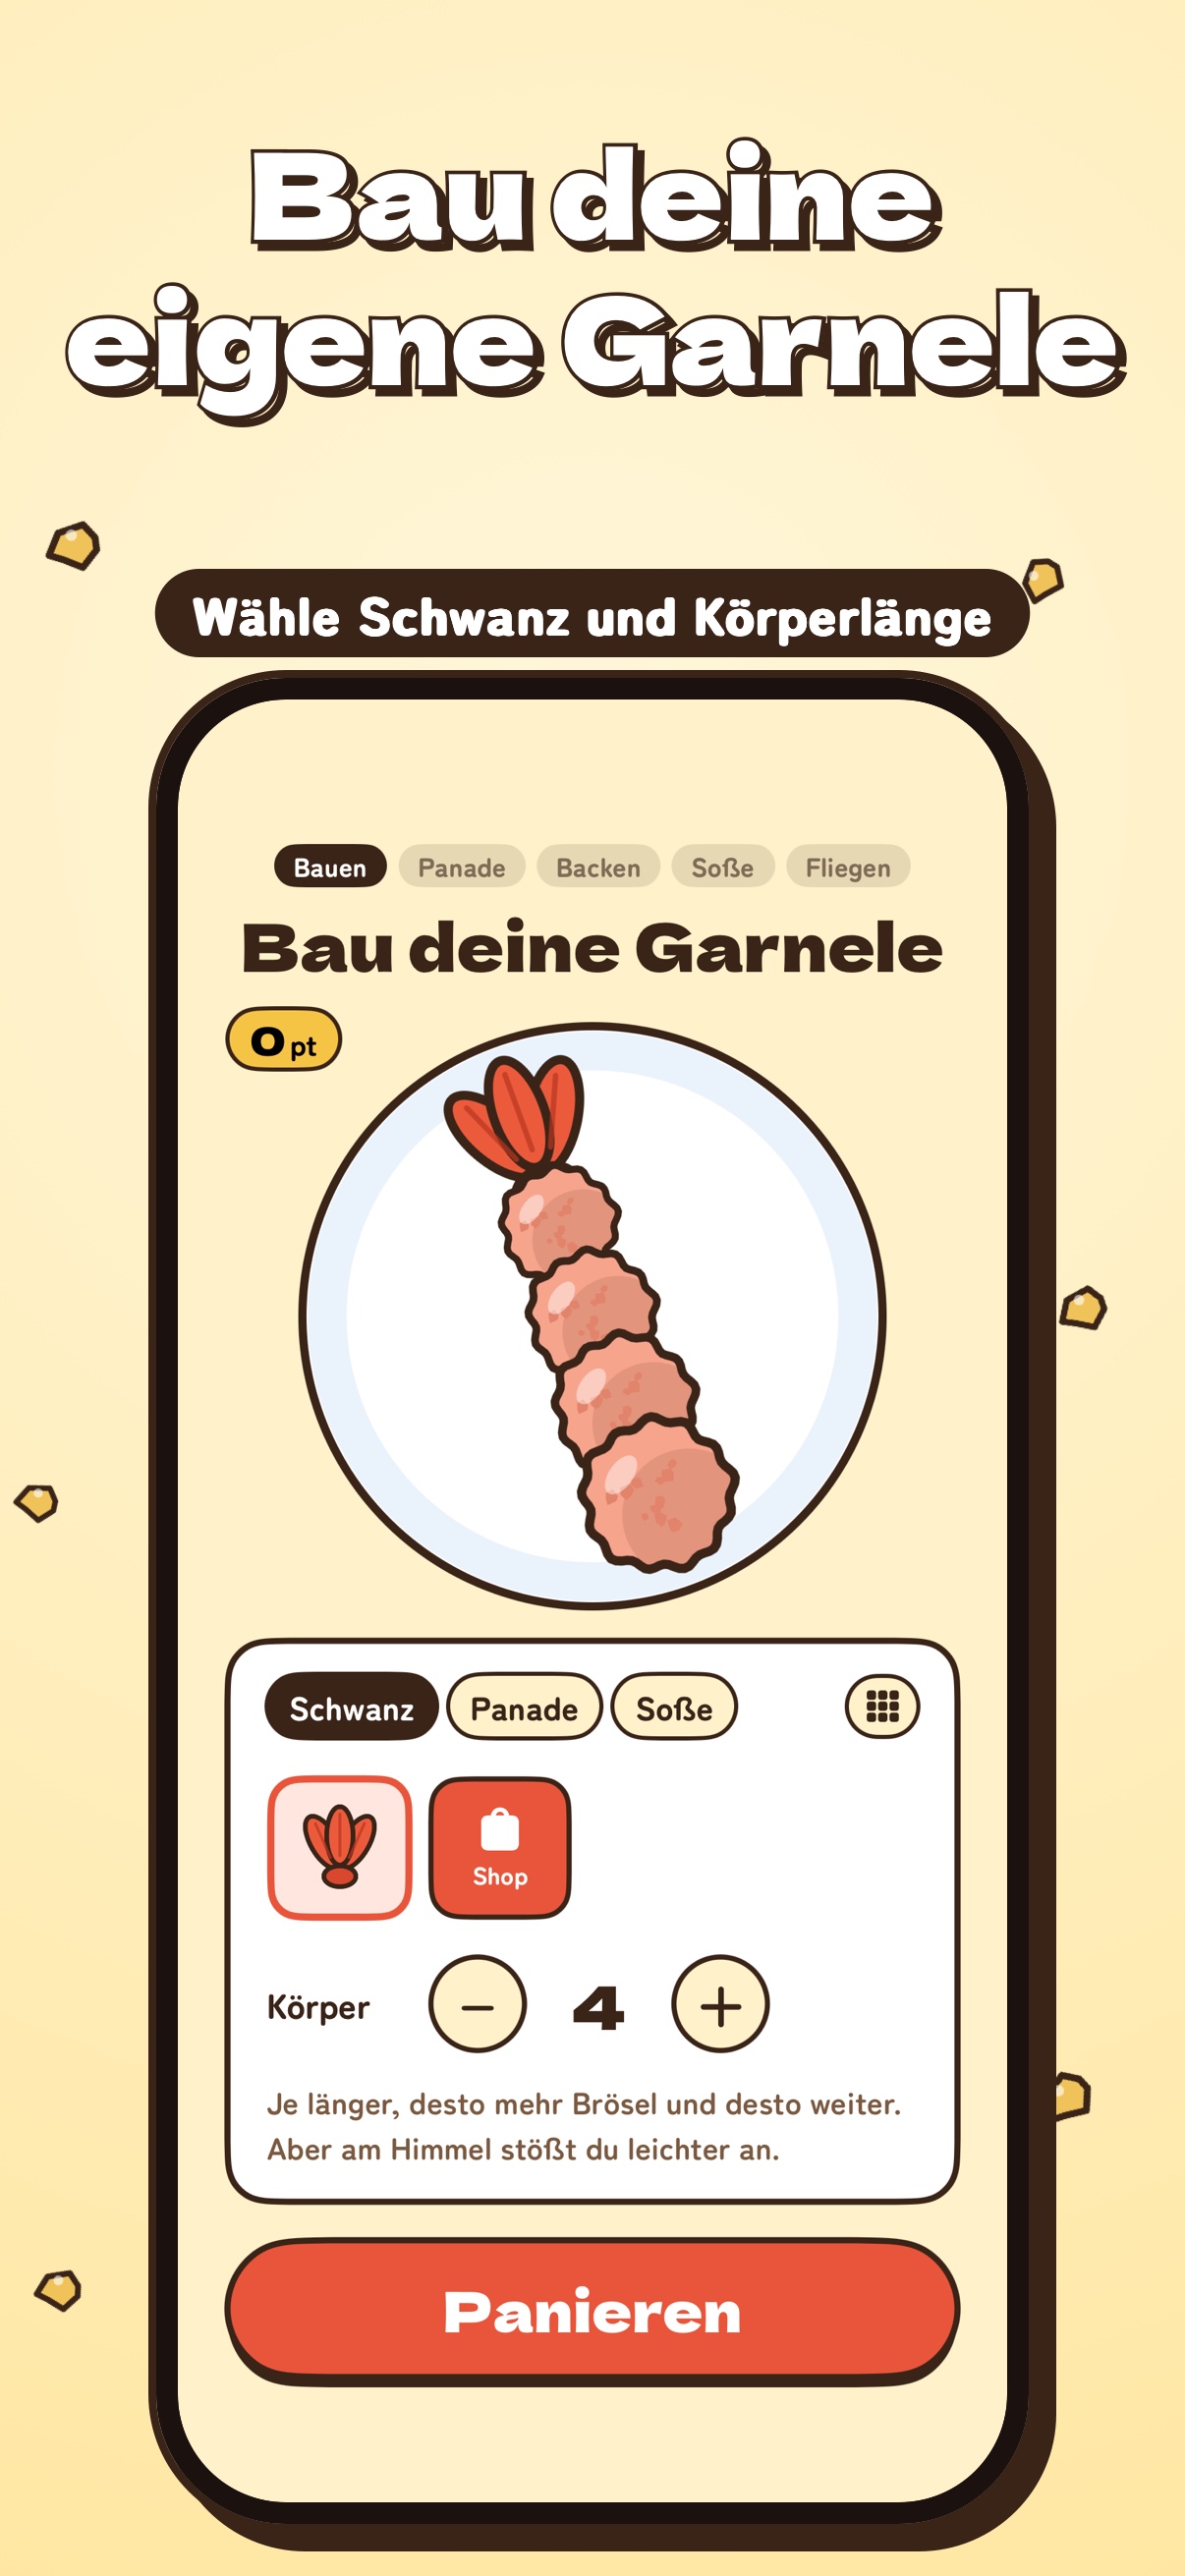 Bau deine
eigene Garnele
Wähle Schwanz und Körperlänge
Bauen Panade Backen Soße Fliegen
Bau deine Garnele
0 pt
Schwanz Panade Soße
Shop
Körper − 4 +
Je länger, desto mehr Brösel und desto weiter.
Aber am Himmel stößt du leichter an.
Panieren